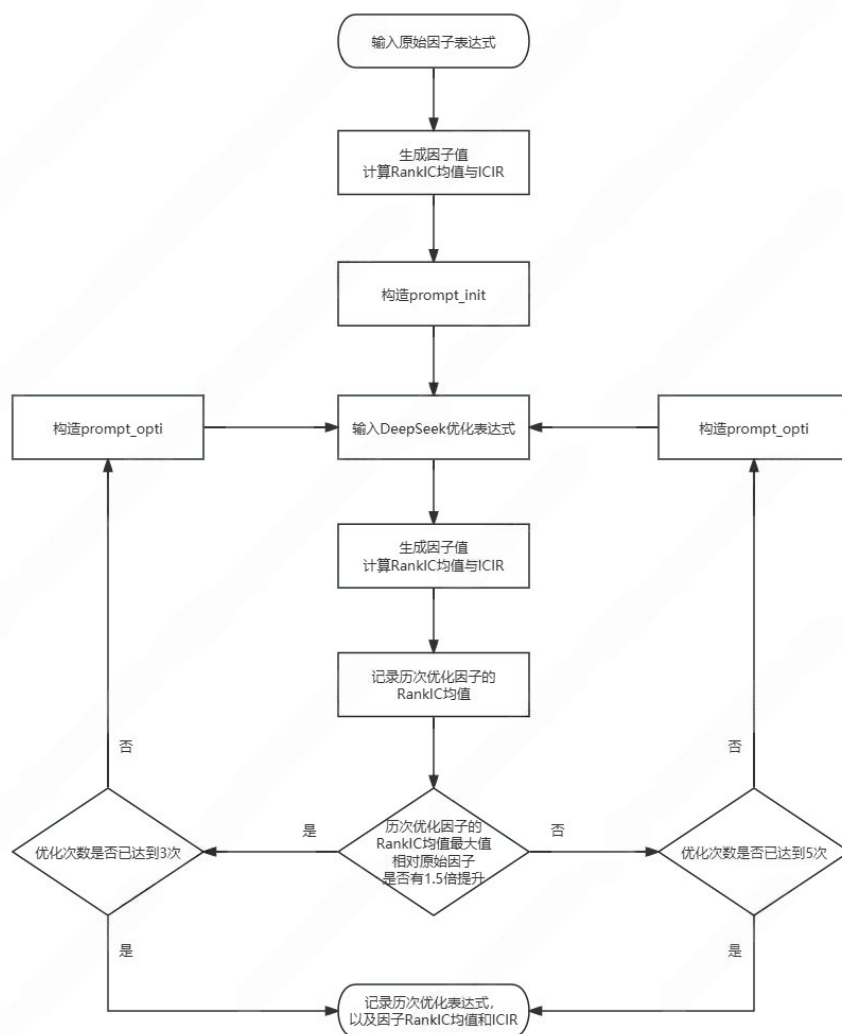 输入原始因子表达式
生成因子值
计算RankIC均值与ICIR
构造prompt_init
构造prompt_opti
输入DeepSeek优化表达式
构造prompt_opti
生成因子值
计算RankIC均值与ICIR
记录历次优化因子的
RankIC均值
否
否
优化次数是否已达到3次
是
历次优化因子的
RankIC均值最大值
相对原始因子
是否有1.5倍提升
否
优化次数是否已达到5次
是
是
记录历次优化表达式，
以及因子RankIC均值和ICIR